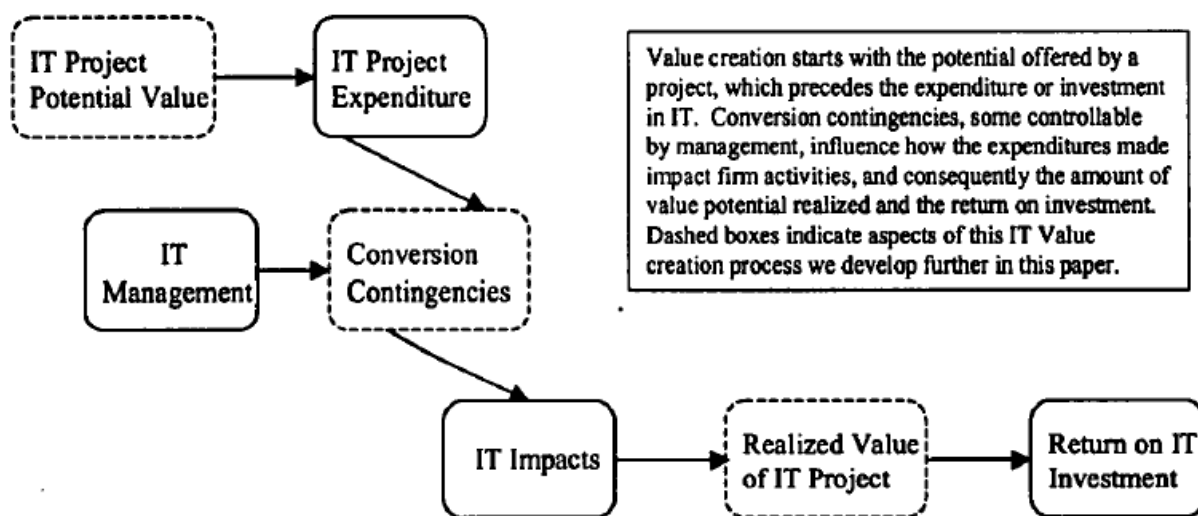 IT Project
Potential Value
IT Project
Expenditure
Value creation starts with the potential offered by a
project, which precedes the expenditure or investment
in IT. Conversion contingencies, some controllable
by management, influence how the expenditures made
impact firm activities, and consequently the amount of
value potential realized and the return on investment.
Dashed boxes indicate aspects of this IT Value
creation process we develop further in this paper.
IT
Management
Conversion
Contingencies
IT Impacts
Realized Value
of IT Project
Return on IT
Investment